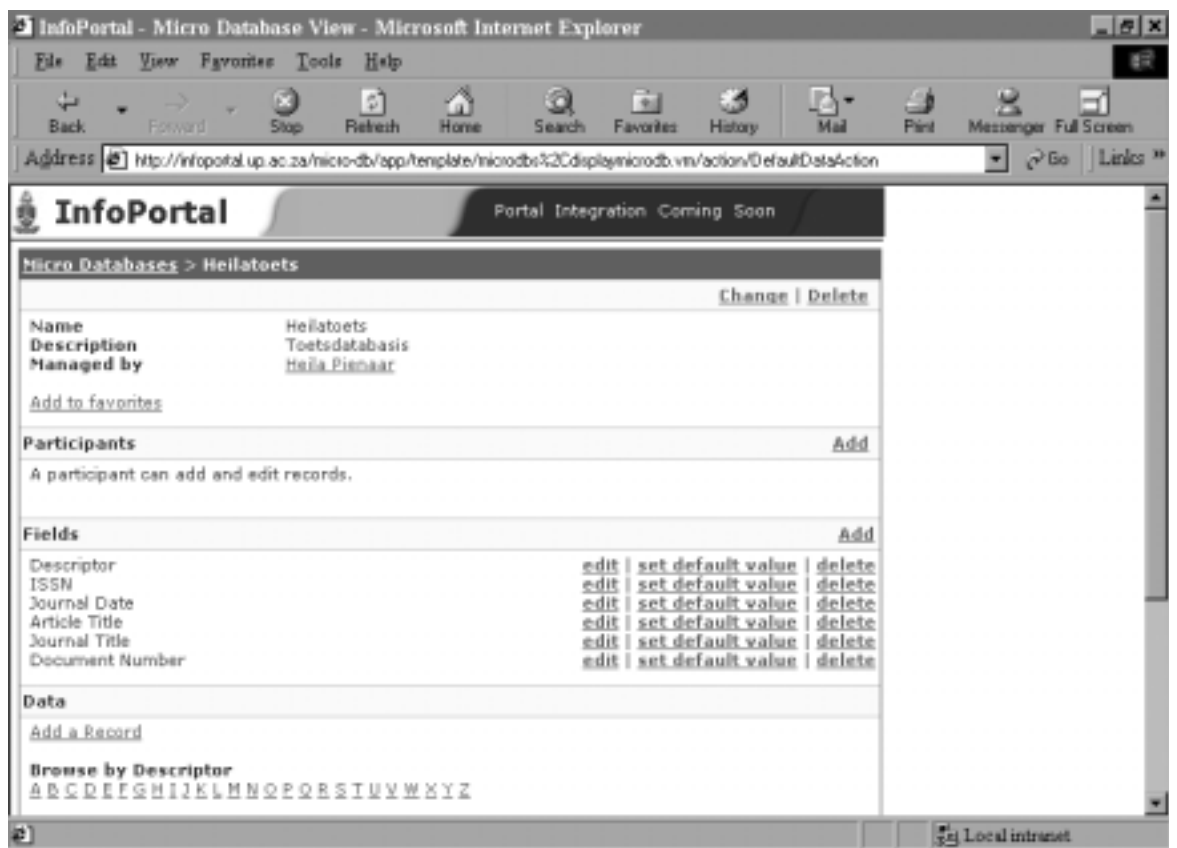 InfoPortal - Micro Database View - Microsoft Internet Explorer
File Edit View Favorites Tools Help
Back Forward Stop Refresh Home Search Favorites History Mail Print Messenger Full Screen
Address http://infoportal.up.ac.za/micro-db/app/template/microdbs%2Cdisplaymicrodb.vm/action/DefaultDataAction Go Links »
InfoPortal Portal Integration Coming Soon
Micro Databases > Heilatoets
Change | Delete
Name Heilatoets
Description Toetsdatabasis
Managed by Heila Pienaar
Add to favorites
Participants Add
A participant can add and edit records.
Fields Add
Descriptor edit | set default value | delete
ISSN edit | set default value | delete
Journal Date edit | set default value | delete
Article Title edit | set default value | delete
Journal Title edit | set default value | delete
Document Number edit | set default value | delete
Data
Add a Record
Browse by Descriptor
A B C D E F G H I J K L M N O P Q R S T U V W X Y Z
Local intranet